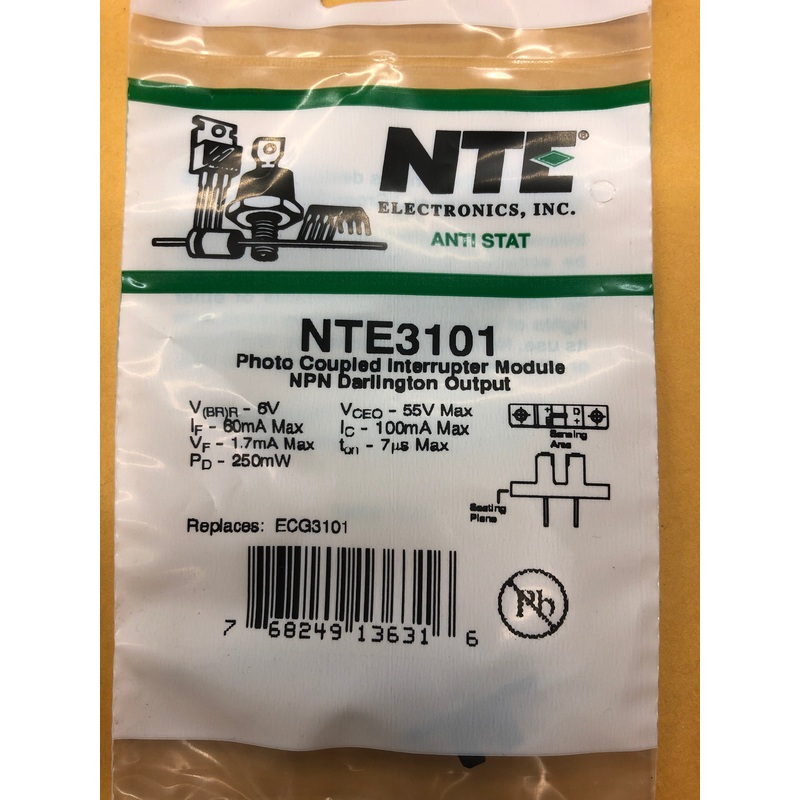 NTE®
ELECTRONICS, INC.
ANTI STAT
NTE3101
Photo Coupled Interrupter Module
NPN Darlington Output
V(BR)R - 6V VCEO - 55V Max
IF - 60mA Max IC - 100mA Max
VF - 1.7mA Max ton - 7µs Max
PD - 250mW
+ D +
Sensing
Area
Seating
Plane
Replaces: ECG3101
Pb
7 68249 13631 6